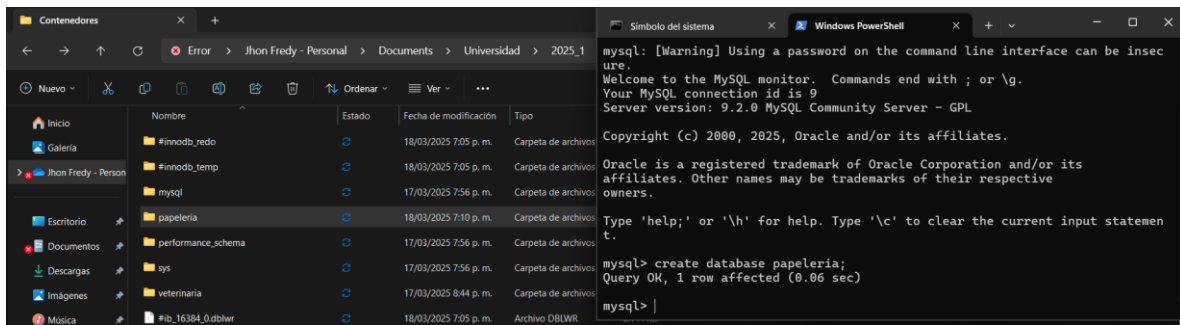 Contenedores
Error > Jhon Fredy - Personal > Documents > Universidad > 2025_1
Nuevo
Ordenar
Ver
Inicio
Galería
Jhon Fredy - Person
Escritorio
Documentos
Descargas
Imágenes
Música
Nombre Estado Fecha de modificación Tipo
#innodb_redo 18/03/2025 7:05 p. m. Carpeta de archivos
#innodb_temp 18/03/2025 7:05 p. m. Carpeta de archivos
mysql 17/03/2025 7:56 p. m. Carpeta de archivos
papeleria 18/03/2025 7:10 p. m. Carpeta de archivos
performance_schema 17/03/2025 7:56 p. m. Carpeta de archivos
sys 17/03/2025 7:56 p. m. Carpeta de archivos
veterinaria 17/03/2025 8:44 p. m. Carpeta de archivos
#ib_16384_0.dblwr 18/03/2025 7:05 p. m. Archivo DBLWR
Símbolo del sistema
Windows PowerShell
mysql: [Warning] Using a password on the command line interface can be insec
ure.
Welcome to the MySQL monitor. Commands end with ; or \g.
Your MySQL connection id is 9
Server version: 9.2.0 MySQL Community Server - GPL
Copyright (c) 2000, 2025, Oracle and/or its affiliates.
Oracle is a registered trademark of Oracle Corporation and/or its
affiliates. Other names may be trademarks of their respective
owners.
Type 'help;' or '\h' for help. Type '\c' to clear the current input statemen
t.
mysql> create database papeleria;
Query OK, 1 row affected (0.06 sec)
mysql>